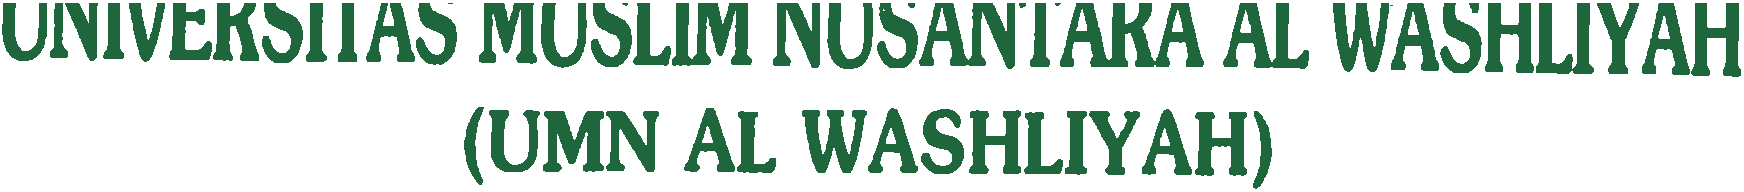 UNIVERSITAS MUSLIM NUSANTARA AL WASHLIYAH
(UMN AL WASHLIYAH)